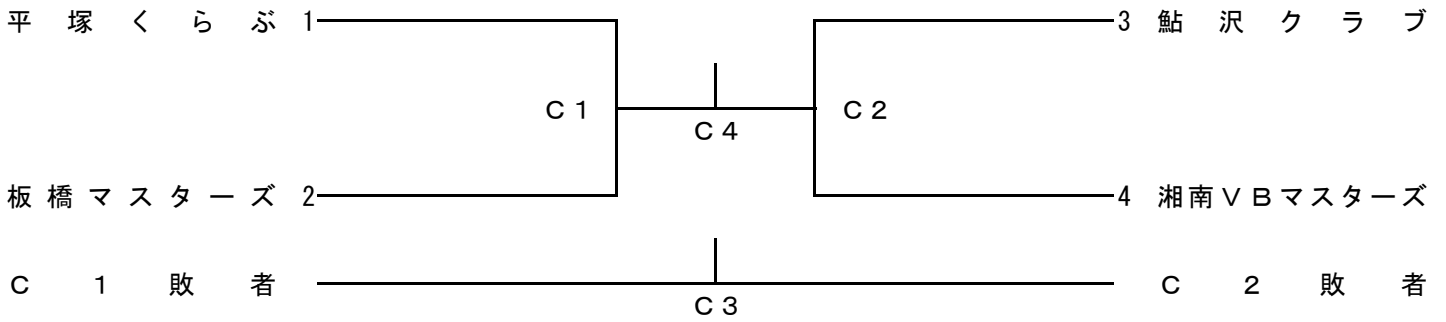 平塚くらぶ 1 3 鮎沢クラブ
C1 C2
C4
板橋マスターズ 2 4 湘南VBマスターズ
C1敗者 C2敗者
C3